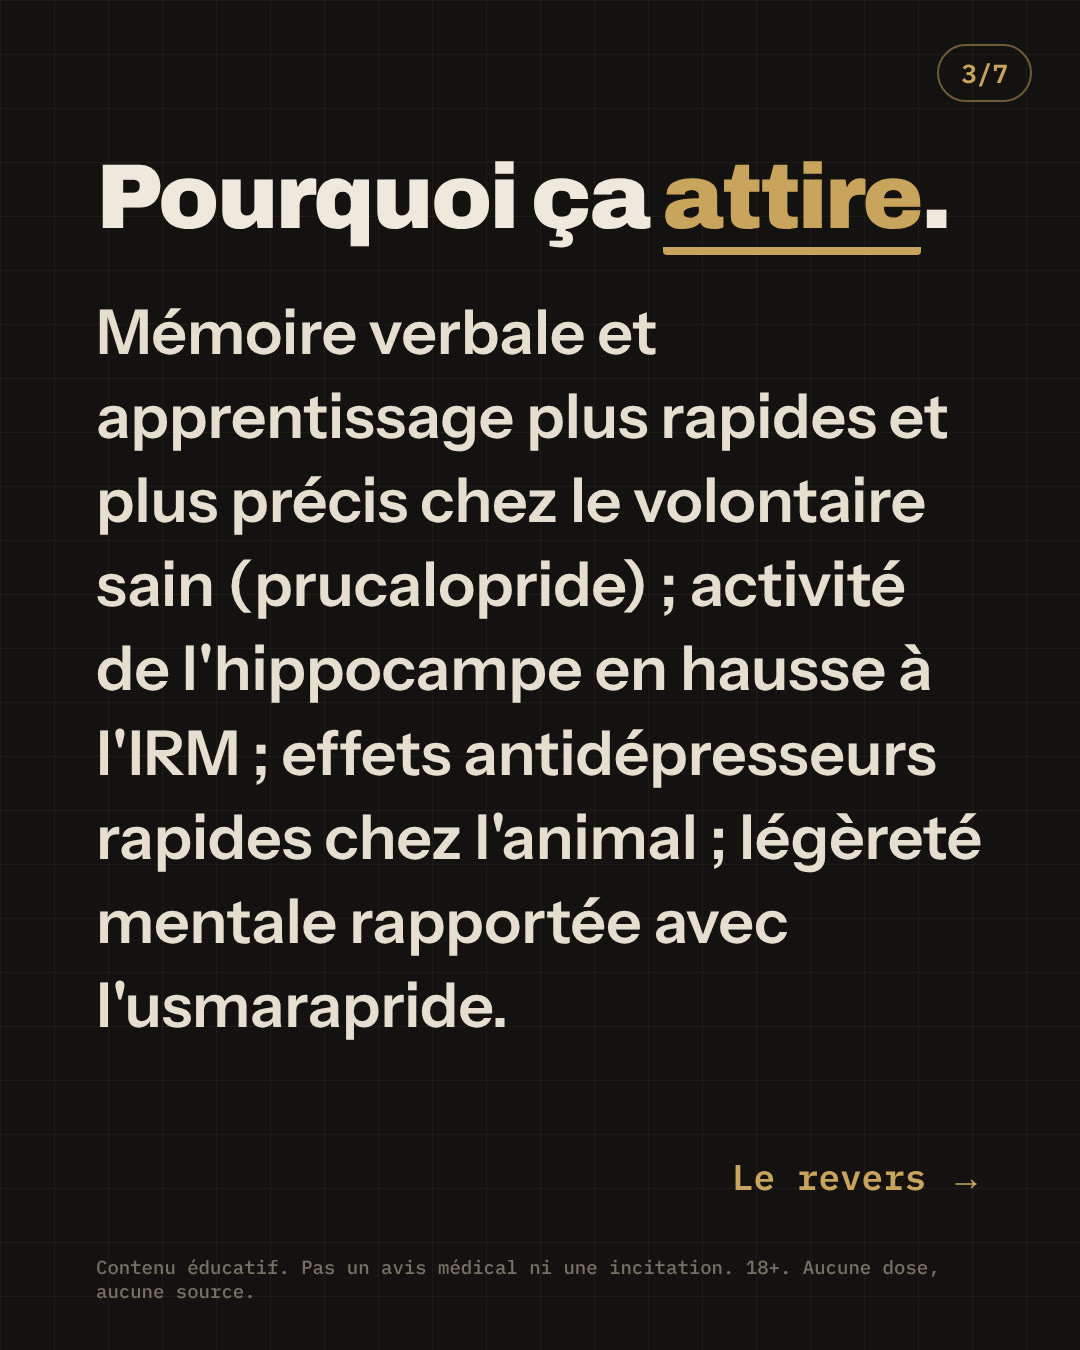 3/7
Pourquoi ça attire.
Mémoire verbale et
apprentissage plus rapides et
plus précis chez le volontaire
sain (prucalopride) ; activité
de l'hippocampe en hausse à
l'IRM ; effets antidépresseurs
rapides chez l'animal ; légèreté
mentale rapportée avec
l'usmarapride.
Le revers →
Contenu éducatif. Pas un avis médical ni une incitation. 18+. Aucune dose,
aucune source.